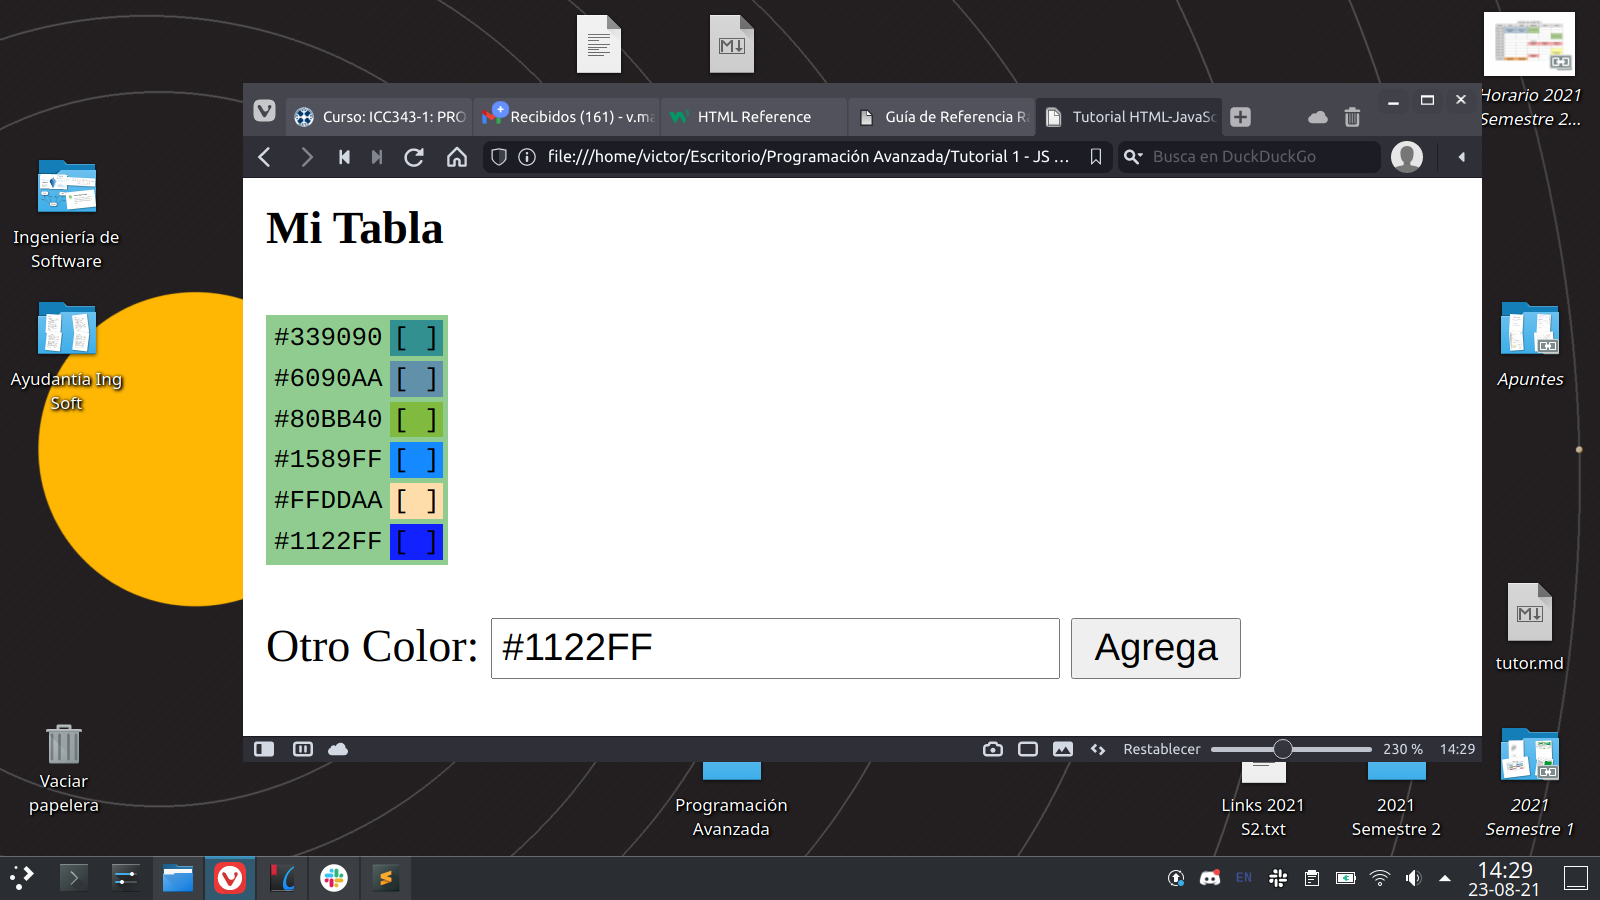 Horario 2021
Semestre 2...
Curso: ICC343-1: PRO
Recibidos (161) - v.ma
HTML Reference
Guía de Referencia Ra
Tutorial HTML-JavaSc
file:///home/victor/Escritorio/Programación Avanzada/Tutorial 1 - JS ...
Busca en DuckDuckGo
Mi Tabla
#339090 [ ]
#6090AA [ ]
#80BB40 [ ]
#1589FF [ ]
#FFDDAA [ ]
#1122FF [ ]
Otro Color: #1122FF Agrega
Restablecer 230 % 14:29
Ingeniería de
Software
Ayudantía Ing
Soft
Apuntes
tutor.md
Vaciar
papelera
Programación
Avanzada
Links 2021
S2.txt
2021
Semestre 2
2021
Semestre 1
EN
14:29
23-08-21